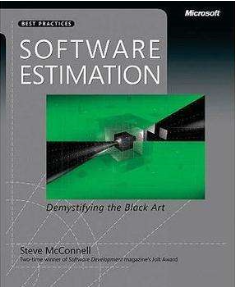 BEST PRACTICES
Microsoft
SOFTWARE
ESTIMATION
Demystifying the Black Art
Steve McConnell
Two-time winner of Software Development magazine's Jolt Award